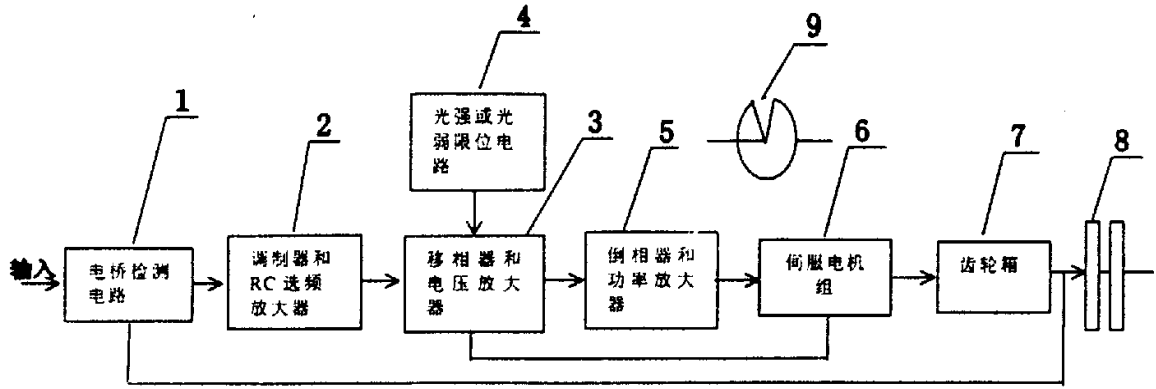 4
9
1
2
光强或光
弱限位电
路
3
5
6
7
8
输入
电桥检测
电路
调制器和
RC选频
放大器
移相器和
电压放大
器
倒相器和
功率放大
器
伺服电机
组
齿轮箱